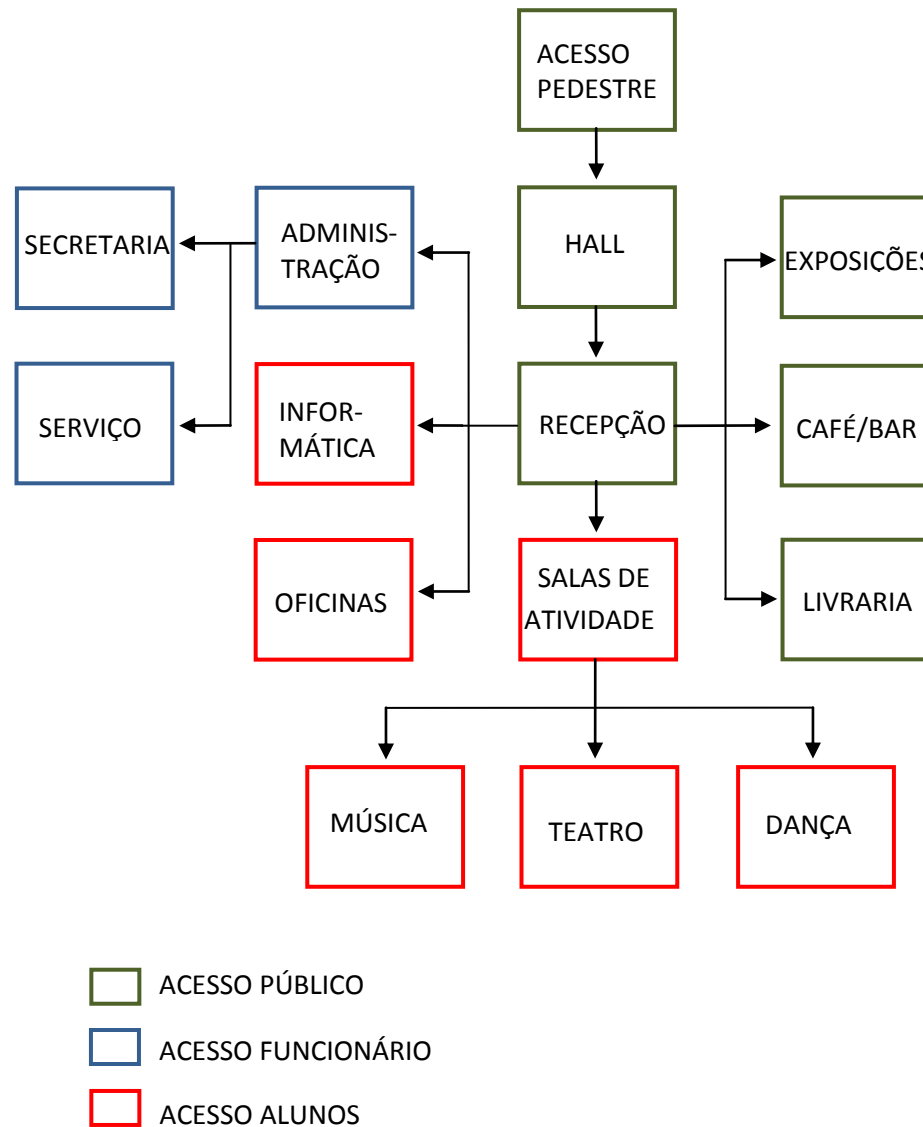 ACESSO
PEDESTRE
SECRETARIA
ADMINIS-
TRAÇÃO
HALL
EXPOSIÇÕES
SERVIÇO
INFOR-
MÁTICA
RECEPÇÃO
CAFÉ/BAR
OFICINAS
SALAS DE
ATIVIDADE
LIVRARIA
MÚSICA
TEATRO
DANÇA
ACESSO PÚBLICO
ACESSO FUNCIONÁRIO
ACESSO ALUNOS